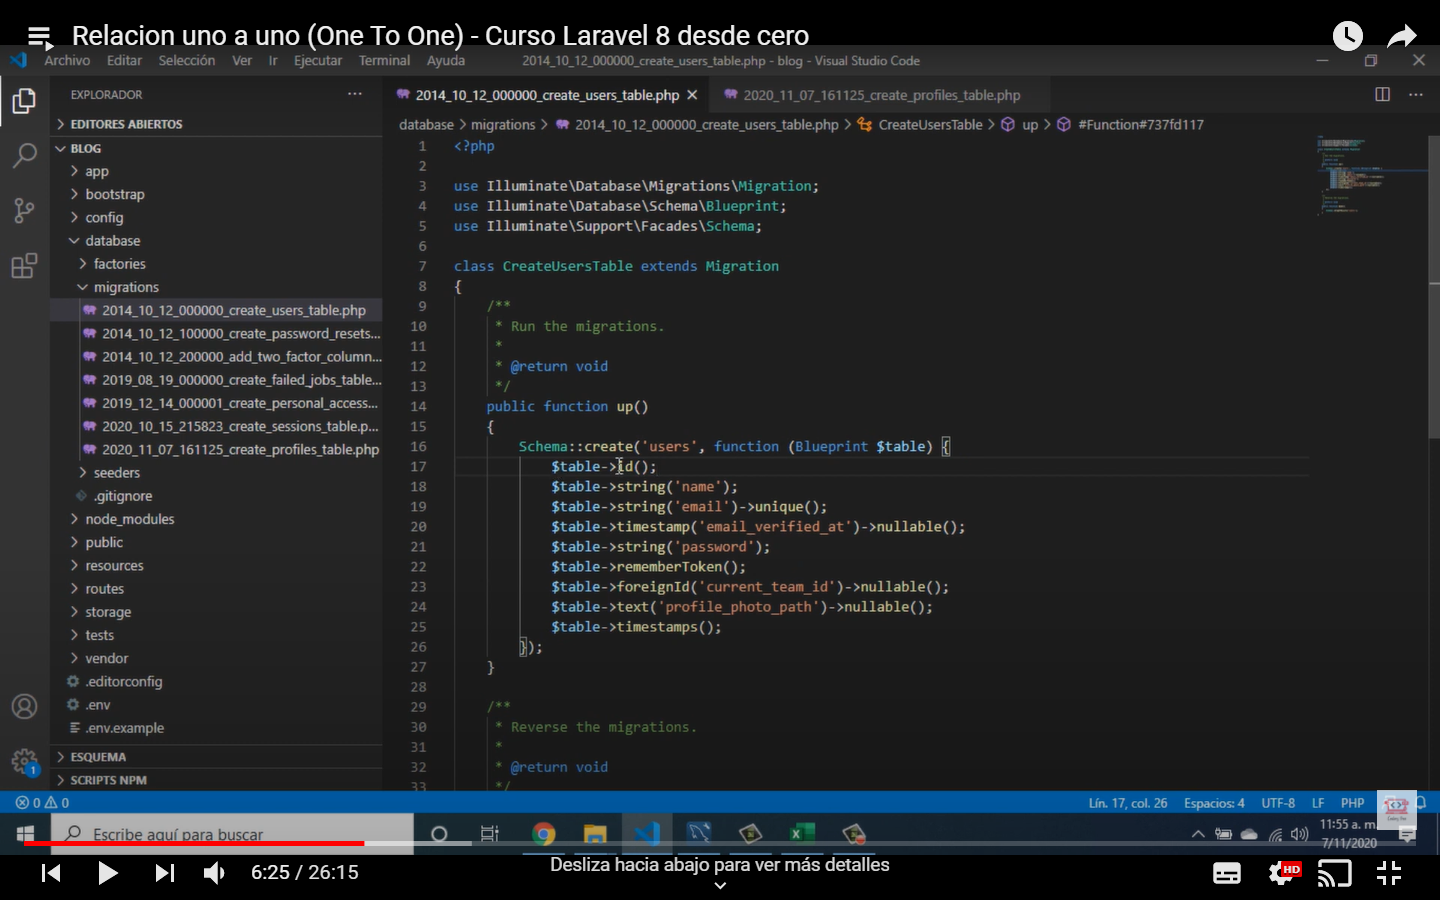 Relacion uno a uno (One To One) - Curso Laravel 8 desde cero
Archivo Editar Selección Ver Ir Ejecutar Terminal Ayuda
2014_10_12_000000_create_users_table.php - blog - Visual Studio Code
EXPLORADOR
EDITORES ABIERTOS
BLOG
app
bootstrap
config
database
factories
migrations
2014_10_12_000000_create_users_table.php
2014_10_12_100000_create_password_resets...
2014_10_12_200000_add_two_factor_column...
2019_08_19_000000_create_failed_jobs_table...
2019_12_14_000001_create_personal_access...
2020_10_15_215823_create_sessions_table.p...
2020_11_07_161125_create_profiles_table.php
seeders
.gitignore
node_modules
public
resources
routes
storage
tests
vendor
.editorconfig
.env
.env.example
ESQUEMA
SCRIPTS NPM
1
2014_10_12_000000_create_users_table.php
2020_11_07_161125_create_profiles_table.php
database > migrations > 2014_10_12_000000_create_users_table.php > CreateUsersTable > up > #Function#737fd117
1 <?php
2
3 use Illuminate\Database\Migrations\Migration;
4 use Illuminate\Database\Schema\Blueprint;
5 use Illuminate\Support\Facades\Schema;
6
7 class CreateUsersTable extends Migration
8 {
9 /**
10 * Run the migrations.
11 *
12 * @return void
13 */
14 public function up()
15 {
16 Schema::create('users', function (Blueprint $table) {
17 $table->id();
18 $table->string('name');
19 $table->string('email')->unique();
20 $table->timestamp('email_verified_at')->nullable();
21 $table->string('password');
22 $table->rememberToken();
23 $table->foreignId('current_team_id')->nullable();
24 $table->text('profile_photo_path')->nullable();
25 $table->timestamps();
26 });
27 }
28
29 /**
30 * Reverse the migrations.
31 *
32 * @return void
33 */
0 0
Lín. 17, col. 26 Espacios: 4 UTF-8 LF PHP
Escribe aquí para buscar
11:55 a. m.
7/11/2020
6:25 / 26:15
Desliza hacia abajo para ver más detalles
HD